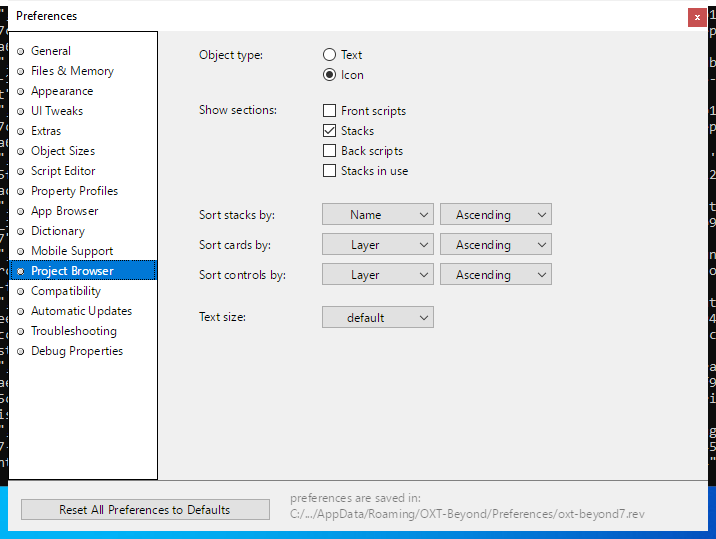 Preferences
x
General
Files & Memory
Appearance
UI Tweaks
Extras
Object Sizes
Script Editor
Property Profiles
App Browser
Dictionary
Mobile Support
Project Browser
Compatibility
Automatic Updates
Troubleshooting
Debug Properties
Object type:
Text
Icon
Show sections:
Front scripts
Stacks
Back scripts
Stacks in use
Sort stacks by: Name Ascending
Sort cards by: Layer Ascending
Sort controls by: Layer Ascending
Text size: default
Reset All Preferences to Defaults
preferences are saved in:
C:/.../AppData/Roaming/OXT-Beyond/Preferences/oxt-beyond7.rev